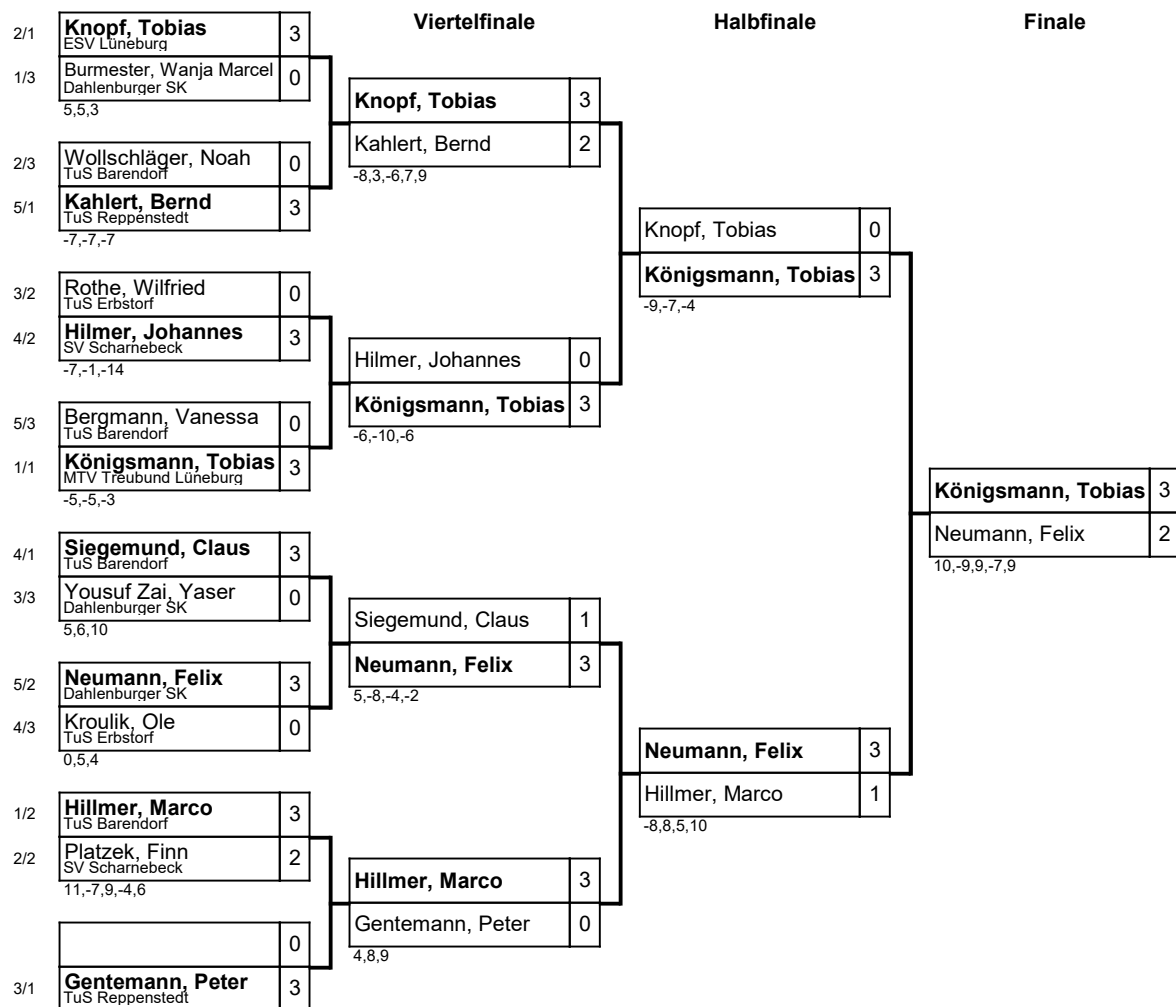 Viertelfinale
Halbfinale
Finale
2/1 Knopf, Tobias 3
ESV Lüneburg
1/3 Burmester, Wanja Marcel 0
Dahlenburger SK
5,5,3
2/3 Wollschläger, Noah 0
TuS Barendorf
5/1 Kahlert, Bernd 3
TuS Reppenstedt
-7,-7,-7
3/2 Rothe, Wilfried 0
TuS Erbstorf
4/2 Hilmer, Johannes 3
SV Scharnebeck
-7,-1,-14
5/3 Bergmann, Vanessa 0
TuS Barendorf
1/1 Königsmann, Tobias 3
MTV Treubund Lüneburg
-5,-5,-3
4/1 Siegemund, Claus 3
TuS Barendorf
3/3 Yousuf Zai, Yaser 0
Dahlenburger SK
5,6,10
5/2 Neumann, Felix 3
Dahlenburger SK
4/3 Kroulik, Ole 0
TuS Erbstorf
0,5,4
1/2 Hillmer, Marco 3
TuS Barendorf
2/2 Platzek, Finn 2
SV Scharnebeck
11,-7,9,-4,6
0
3/1 Gentemann, Peter 3
TuS Reppenstedt
Knopf, Tobias 3
Kahlert, Bernd 2
-8,3,-6,7,9
Hilmer, Johannes 0
Königsmann, Tobias 3
-6,-10,-6
Siegemund, Claus 1
Neumann, Felix 3
5,-8,-4,-2
Hillmer, Marco 3
Gentemann, Peter 0
4,8,9
Knopf, Tobias 0
Königsmann, Tobias 3
-9,-7,-4
Neumann, Felix 3
Hillmer, Marco 1
-8,8,5,10
Königsmann, Tobias 3
Neumann, Felix 2
10,-9,9,-7,9